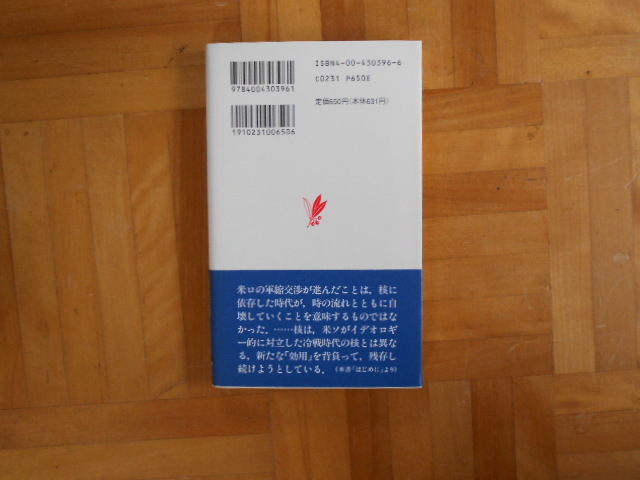 ISBN4-00-430396-6
C0231 P650E
定価650円(本体631円)
9784004303961
1910231006506
米ロの軍縮交渉が進んだことは，核に
依存した時代が，時の流れとともに自
壊していくことを意味するものではな
かった．……核は，米ソがイデオロギ
ー的に対立した冷戦時代の核とは異な
る，新たな「効用」を背負って，残存し
続けようとしている．
(本書「はじめに」より)